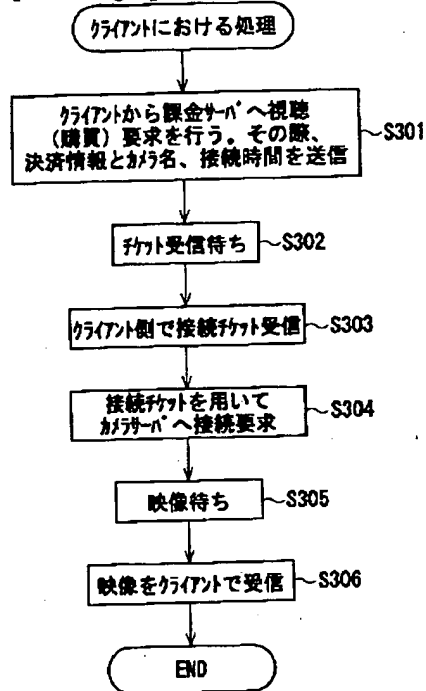 クライアントにおける処理
クライアントから課金サーバへ視聴
(購買)要求を行う。その際、
決済情報とカメラ名、接続時間を送信
S301
チケット受信待ち
S302
クライアント側で接続チケット受信
S303
接続チケットを用いて
カメラサーバへ接続要求
S304
映像待ち
S305
映像をクライアントで受信
S306
END